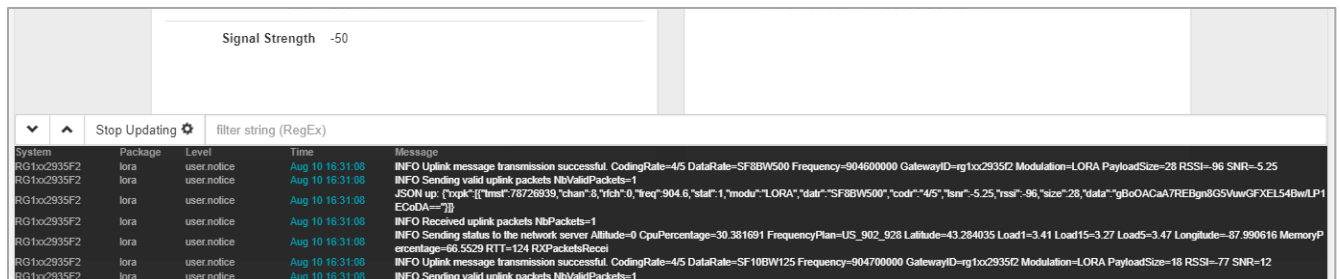 Signal Strength -50
Stop Updating filter string (RegEx)
System Package Level Time Message
RG1xx2935F2 lora user.notice Aug 10 16:31:08 INFO Uplink message transmission successful. CodingRate=4/5 DataRate=SF8BW500 Frequency=904600000 GatewayID=rg1xx2935f2 Modulation=LORA PayloadSize=28 RSSI=-96 SNR=-5.25
RG1xx2935F2 lora user.notice Aug 10 16:31:08 INFO Sending valid uplink packets NbValidPackets=1
RG1xx2935F2 lora user.notice Aug 10 16:31:08 JSON up: {"rxpk":[{"tmst":78726939,"chan":8,"rfch":0,"freq":904.6,"stat":1,"modu":"LORA","datr":"SF8BW500","codr":"4/5","lsnr":-5.25,"rssi":-96,"size":28,"data":"gBoOACaA7REBgn8G5VuwGFXEL54Bw/LP1
ECoDA=="}]}
RG1xx2935F2 lora user.notice Aug 10 16:31:08 INFO Received uplink packets NbPackets=1
RG1xx2935F2 lora user.notice Aug 10 16:31:08 INFO Sending status to the network server Altitude=0 CpuPercentage=30.381691 FrequencyPlan=US_902_928 Latitude=43.284035 Load1=3.41 Load15=3.27 Load5=3.47 Longitude=-87.990616 MemoryP
ercentage=66.5529 RTT=124 RXPacketsRecei
RG1xx2935F2 lora user.notice Aug 10 16:31:08 INFO Uplink message transmission successful. CodingRate=4/5 DataRate=SF10BW125 Frequency=904700000 GatewayID=rg1xx2935f2 Modulation=LORA PayloadSize=18 RSSI=-77 SNR=12
RG1xx2935F2 lora user.notice Aug 10 16:31:08 INFO Sending valid uplink packets NbValidPackets=1